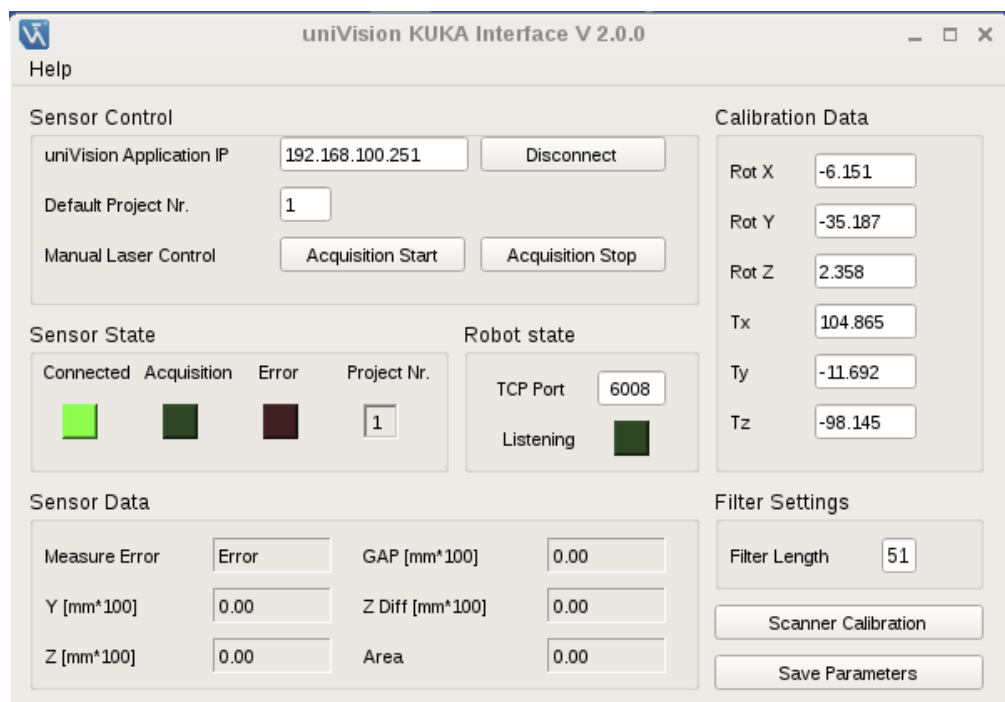 uniVision KUKA Interface V 2.0.0
Help
Sensor Control
uniVision Application IP 192.168.100.251 Disconnect
Default Project Nr. 1
Manual Laser Control Acquisition Start Acquisition Stop
Calibration Data
Rot X -6.151
Rot Y -35.187
Rot Z 2.358
Tx 104.865
Ty -11.692
Tz -98.145
Sensor State
Connected Acquisition Error Project Nr.
1
Robot state
TCP Port 6008
Listening
Sensor Data
Measure Error Error GAP [mm*100] 0.00
Y [mm*100] 0.00 Z Diff [mm*100] 0.00
Z [mm*100] 0.00 Area 0.00
Filter Settings
Filter Length 51
Scanner Calibration
Save Parameters